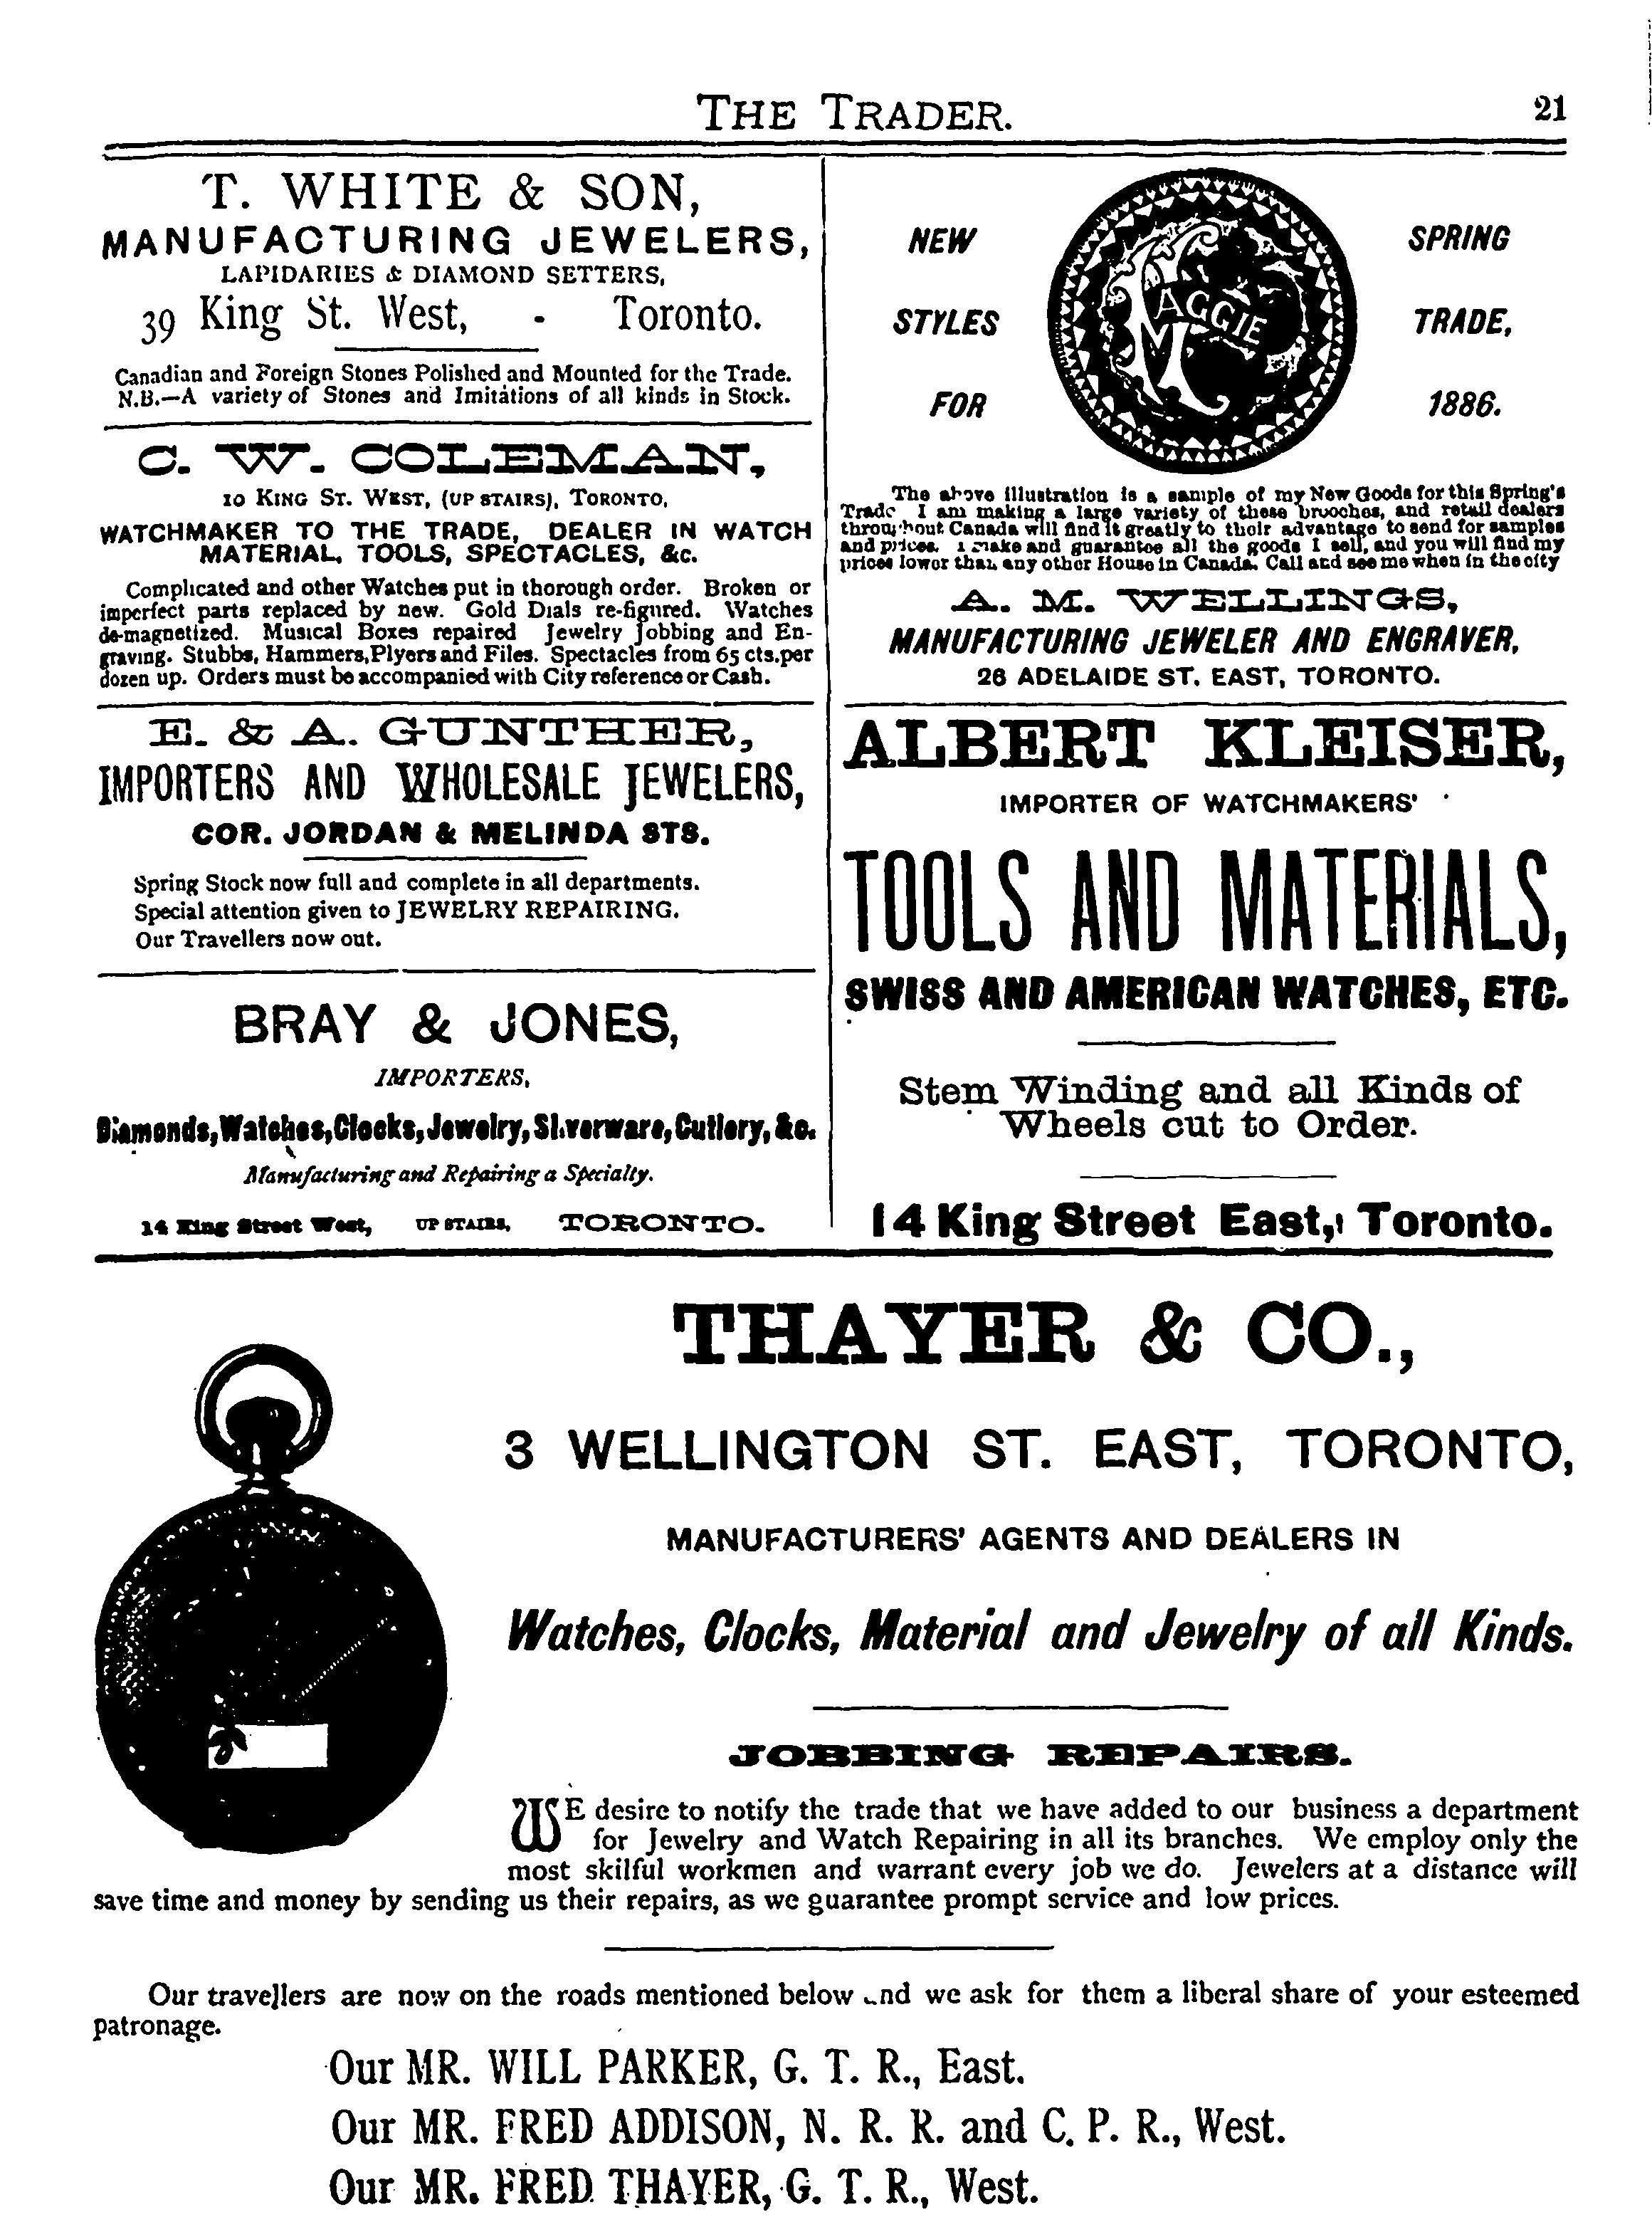 THE TRADER.
21
T. WHITE & SON,
MANUFACTURING JEWELERS,
LAPIDARIES & DIAMOND SETTERS,
39 King St. West, - Toronto.
Canadian and Foreign Stones Polished and Mounted for the Trade.
N.B.—A variety of Stones and Imitations of all kinds in Stock.
C. W. COLEMAN,
10 KING ST. WEST, (UP STAIRS), TORONTO,
WATCHMAKER TO THE TRADE, DEALER IN WATCH
MATERIAL, TOOLS, SPECTACLES, &c.
Complicated and other Watches put in thorough order. Broken or
imperfect parts replaced by new. Gold Dials re-figured. Watches
de-magnetized. Musical Boxes repaired Jewelry Jobbing and En-
graving. Stubbs, Hammers, Plyers and Files. Spectacles from 65 cts. per
dozen up. Orders must be accompanied with City reference or Cash.
E. & A. GUNTHER,
IMPORTERS AND WHOLESALE JEWELERS,
COR. JORDAN & MELINDA STS.
Spring Stock now full and complete in all departments.
Special attention given to JEWELRY REPAIRING.
Our Travellers now out.
BRAY & JONES,
IMPORTERS,
Diamonds, Watches, Clocks, Jewelry, Silverware, Cutlery, &c.
Manufacturing and Repairing a Specialty.
14 King Street West, UP STAIRS, TORONTO.
NEW SPRING
STYLES TRADE,
FOR 1886.
MAGGIE
The above illustration is a sample of my New Goods for this Spring's
Trade I am making a large variety of these brooches, and retail dealers
throughout Canada will find it greatly to their advantage to send for samples
and prices. I make and guarantee all the goods I sell, and you will find my
prices lower than any other House in Canada. Call and see me when in the city
A. M. WELLINGS,
MANUFACTURING JEWELER AND ENGRAVER,
26 ADELAIDE ST. EAST, TORONTO.
ALBERT KLEISER,
IMPORTER OF WATCHMAKERS'
TOOLS AND MATERIALS,
SWISS AND AMERICAN WATCHES, ETC.
Stem Winding and all Kinds of
Wheels cut to Order.
14 King Street East, Toronto.
THAYER & CO.,
3 WELLINGTON ST. EAST, TORONTO,
MANUFACTURERS' AGENTS AND DEALERS IN
Watches, Clocks, Material and Jewelry of all Kinds.
JOBBING REPAIRS.
WE desire to notify the trade that we have added to our business a department
for Jewelry and Watch Repairing in all its branches. We employ only the
most skilful workmen and warrant every job we do. Jewelers at a distance will
save time and money by sending us their repairs, as we guarantee prompt service and low prices.
Our travellers are now on the roads mentioned below and we ask for them a liberal share of your esteemed
patronage.
Our MR. WILL PARKER, G. T. R., East.
Our MR. FRED ADDISON, N. R. R. and C. P. R., West.
Our MR. FRED THAYER, G. T. R., West.